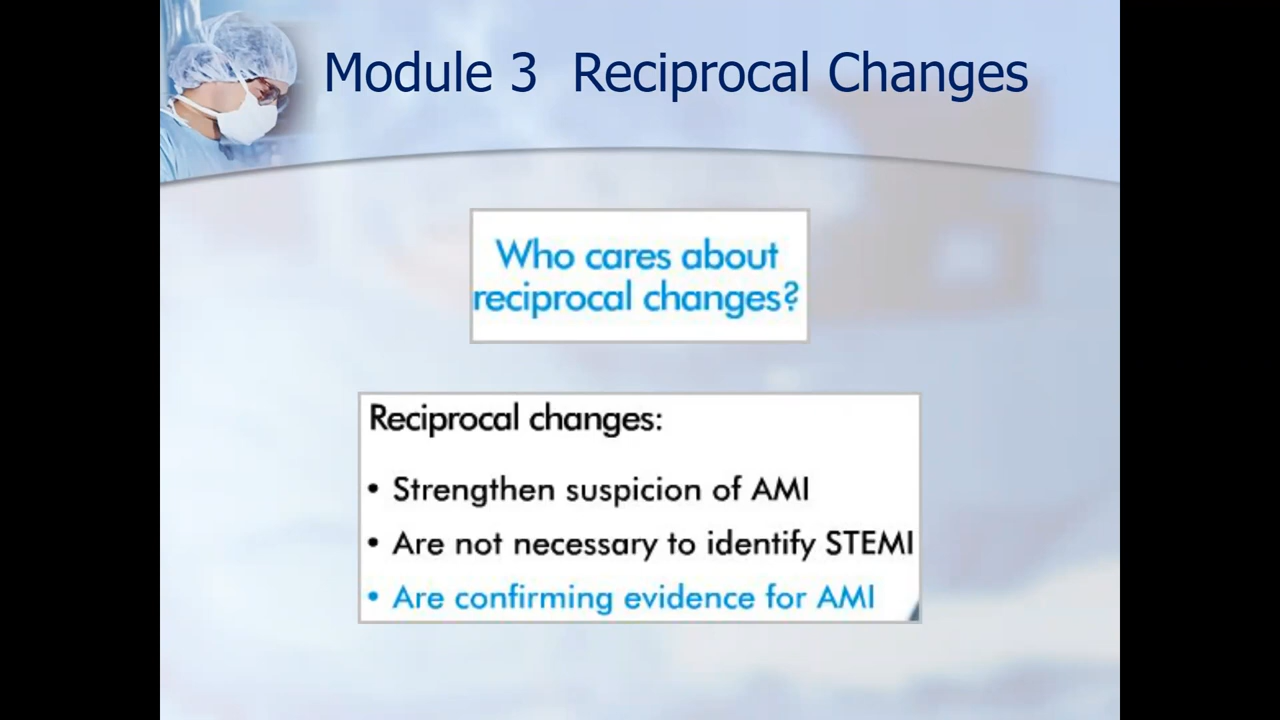 Module 3 Reciprocal Changes
Who cares about
reciprocal changes?
Reciprocal changes:
• Strengthen suspicion of AMI
• Are not necessary to identify STEMI
• Are confirming evidence for AMI